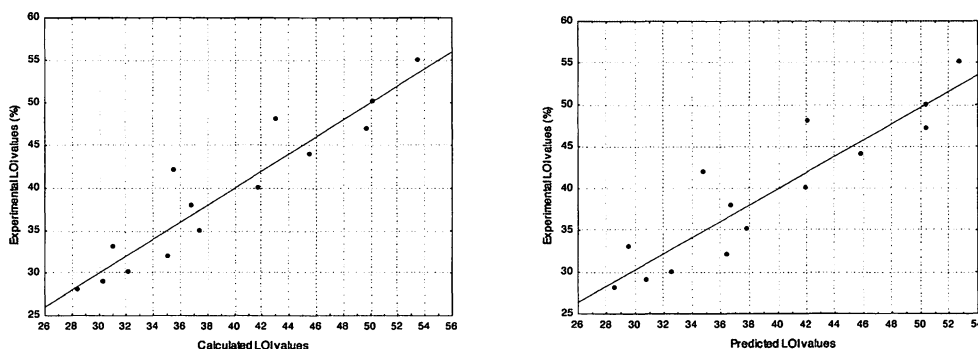 60
55
50
45
40
35
30
25
Experimental LOI values (%)
26 28 30 32 34 36 38 40 42 44 46 48 50 52 54 56
Calculated LOI values
60
55
50
45
40
35
30
25
Experimental LOI values (%)
26 28 30 32 34 36 38 40 42 44 46 48 50 52 54
Predicted LOI values